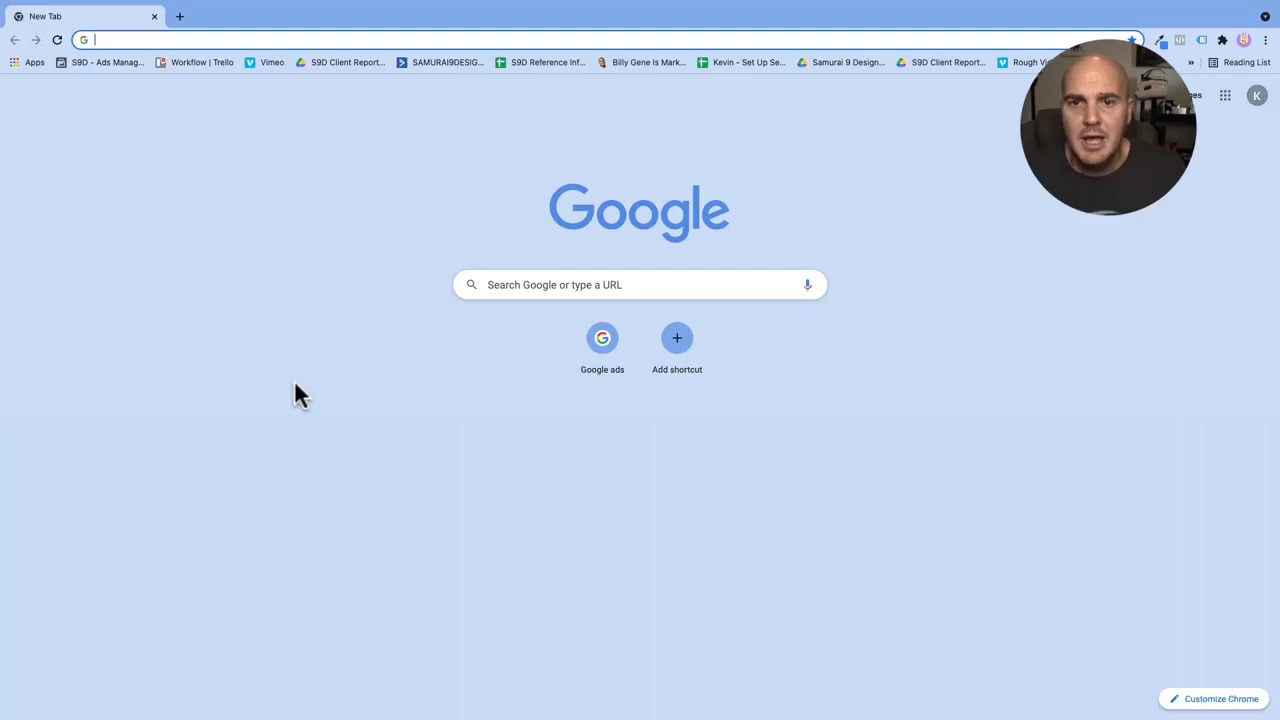 New Tab
Apps S9D - Ads Manag... Workflow | Trello Vimeo S9D Client Report... SAMURAI9DESIG... S9D Reference Inf... Billy Gene Is Mark... Kevin - Set Up Se... Samurai 9 Design... S9D Client Report... » Reading List
K
Google
Search Google or type a URL
Google ads Add shortcut
Customize Chrome